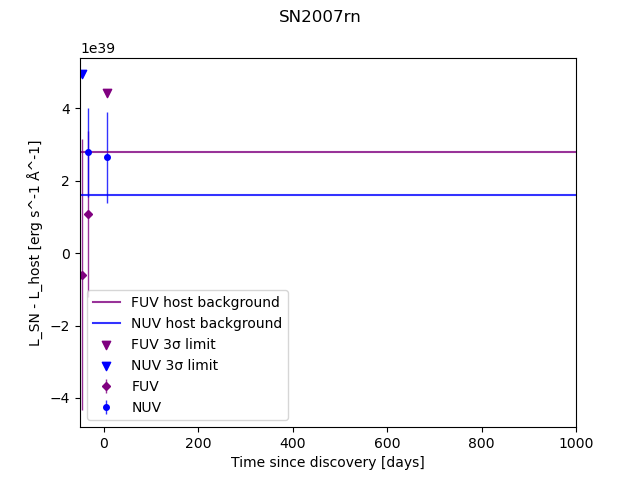 SN2007rn
1e39
L_SN - L_host [erg s^-1 Å^-1]
4
2
0
−2
−4
FUV host background
NUV host background
FUV 3σ limit
NUV 3σ limit
FUV
NUV
0 200 400 600 800 1000
Time since discovery [days]